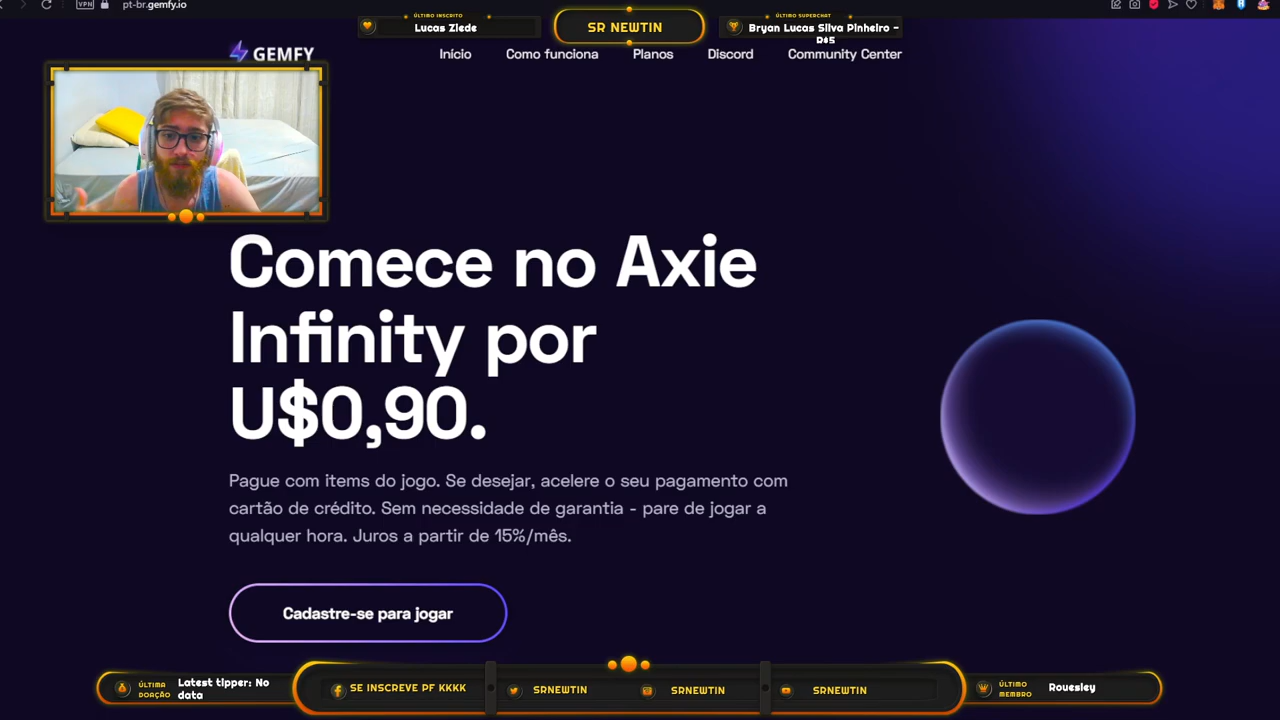 VPN pt-br.gemfy.io
ÚLTIMO INSCRITO
Lucas Ziede
SR NEWTIN
ÚLTIMO SUPERCHAT
Bryan Lucas Silva Pinheiro -
R$5
GEMFY
Início
Como funciona
Planos
Discord
Community Center
Comece no Axie
Infinity por
U$0,90.
Pague com items do jogo. Se desejar, acelere o seu pagamento com
cartão de crédito. Sem necessidade de garantia - pare de jogar a
qualquer hora. Juros a partir de 15%/mês.
Cadastre-se para jogar
ÚLTIMA
DOAÇÃO
Latest tipper: No
data
SE INSCREVE PF KKKK
SRNEWTIN
SRNEWTIN
SRNEWTIN
ÚLTIMO
MEMBRO
Rouesley